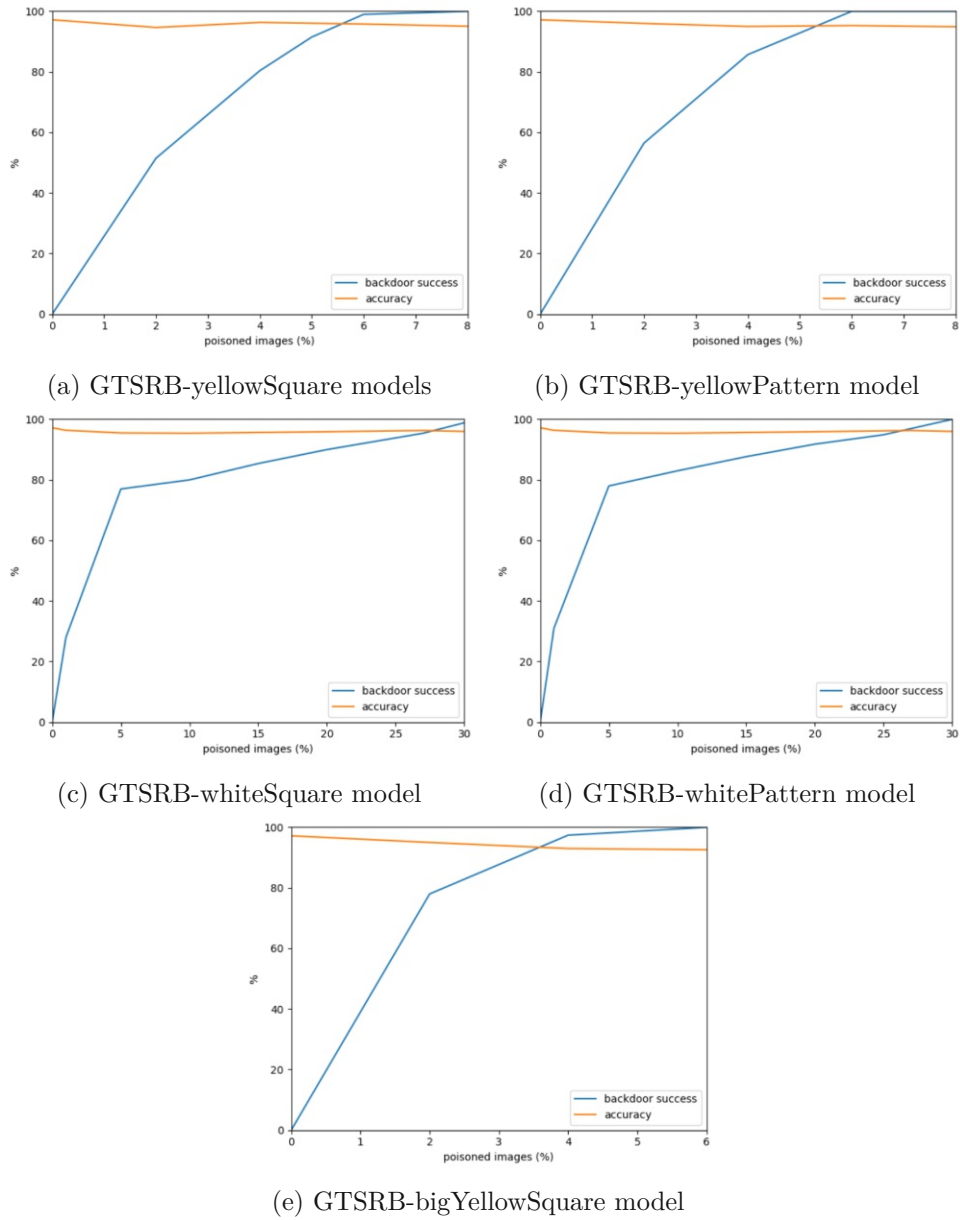 100
80
60
40
20
0
%
0 1 2 3 4 5 6 7 8
poisoned images (%)
backdoor success
accuracy
(a) GTSRB-yellowSquare models
100
80
60
40
20
0
%
0 1 2 3 4 5 6 7 8
poisoned images (%)
backdoor success
accuracy
(b) GTSRB-yellowPattern model
100
80
60
40
20
0
%
0 5 10 15 20 25 30
poisoned images (%)
backdoor success
accuracy
(c) GTSRB-whiteSquare model
100
80
60
40
20
0
%
0 5 10 15 20 25 30
poisoned images (%)
backdoor success
accuracy
(d) GTSRB-whitePattern model
100
80
60
40
20
0
%
0 1 2 3 4 5 6
poisoned images (%)
backdoor success
accuracy
(e) GTSRB-bigYellowSquare model